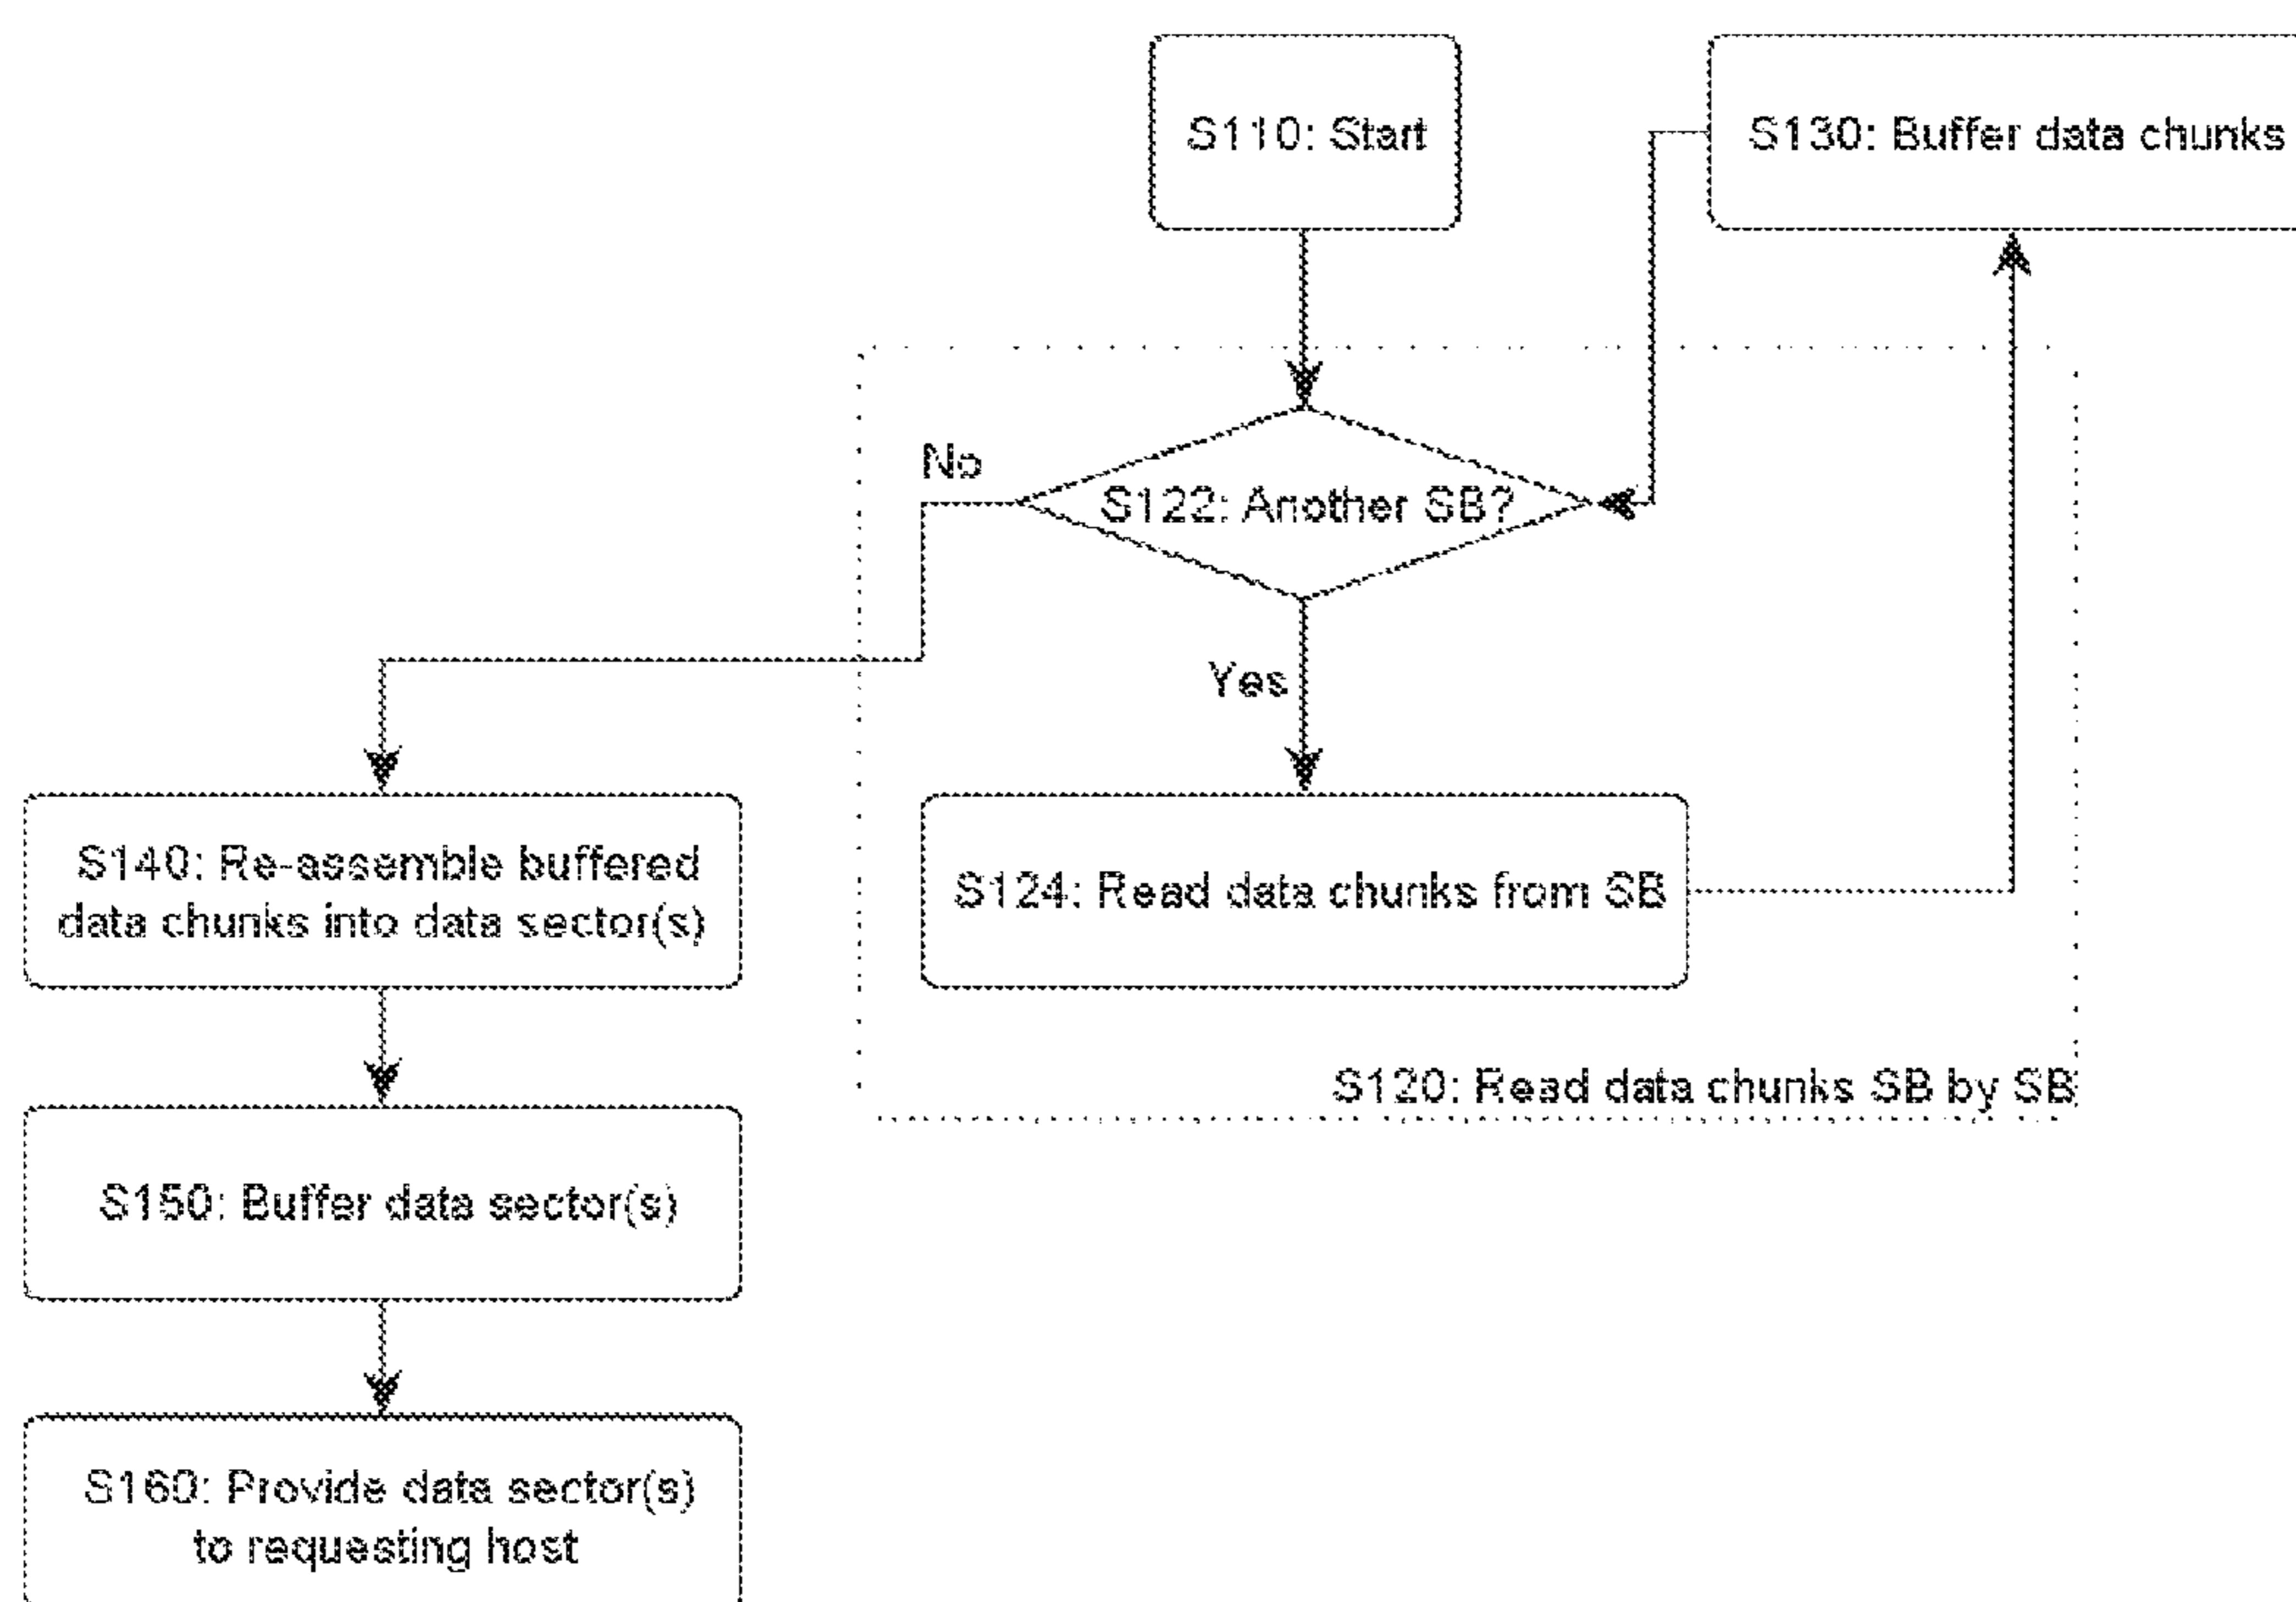 S110: Start
S130: Buffer data chunks
No
S122: Another SB?
Yes
S140: Re-assemble buffered
data chunks into data sector(s)
S124: Read data chunks from SB
S120: Read data chunks SB by SB
S150: Buffer data sector(s)
S160: Provide data sector(s)
to requesting host